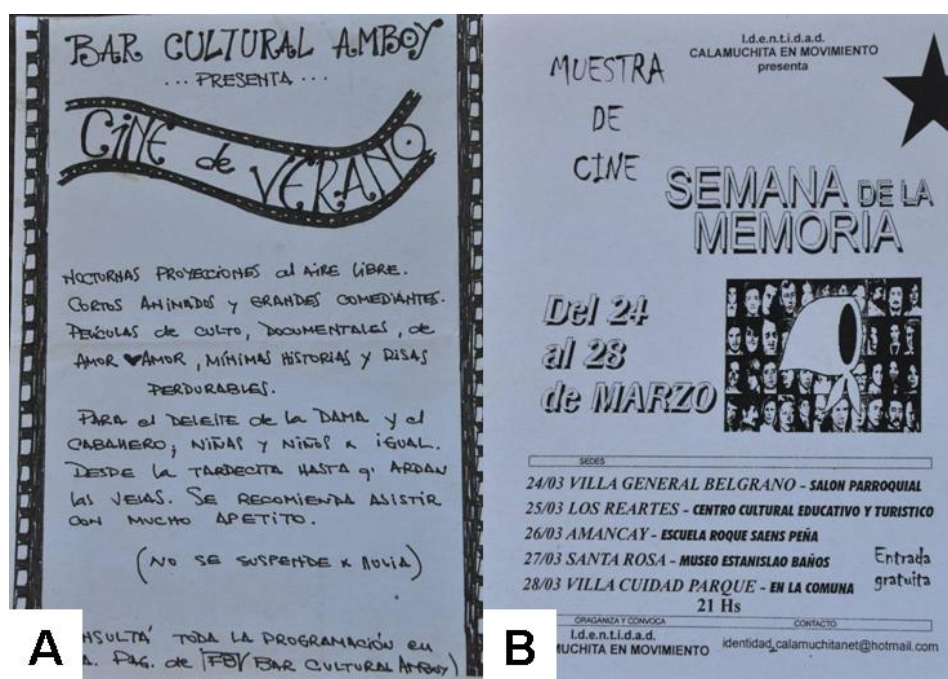 BAR CULTURAL AMBOY
... PRESENTA ...
CINE de VERANO
NOCTURNAS PROYECCIONES al AIRE LIBRE.
CORTOS ANIMADOS y GRANDES COMEDIANTES.
PELÍCULAS de CULTO, DOCUMENTALES, de
AMOR ♥ AMOR, MÍNIMAS HISTORIAS y RISAS
PERDURABLES.
PARA el DELEITE de la DAMA y el
CABALLERO; NIÑAS Y NIÑOS x iGUAL.
DESDE la TARDECITA HASTA q' ARDAN
las VELAS. SE RECOMIENDA ASISTIR
CON MUCHO APETITO.
(NO SE SUSPENDE x LLUVIA)
NSULTÁ TODA LA PROGRAMACIÓN en
A. PAG. de FB/ BAR CULTURAL AMBOY)
A
I.d.e.n.t.i.d.a.d.
CALAMUCHITA EN MOVIMIENTO
presenta
MUESTRA
DE
CINE
SEMANA DE LA
MEMORIA
Del 24
al 28
de MARZO
SEDES
24/03 VILLA GENERAL BELGRANO - SALON PARROQUIAL
25/03 LOS REARTES - CENTRO CULTURAL EDUCATIVO Y TURISTICO
26/03 AMANCAY - ESCUELA ROQUE SAENS PEÑA
27/03 SANTA ROSA - MUSEO ESTANISLAO BAÑOS
28/03 VILLA CUIDAD PARQUE - EN LA COMUNA
21 Hs
Entrada
gratuita
ORAGANIZA Y CONVOCA
I.d.e.n.t.i.d.a.d.
MUCHITA EN MOVIMIENTO
CONTACTO
identidad_calamuchitanet@hotmail.com
B